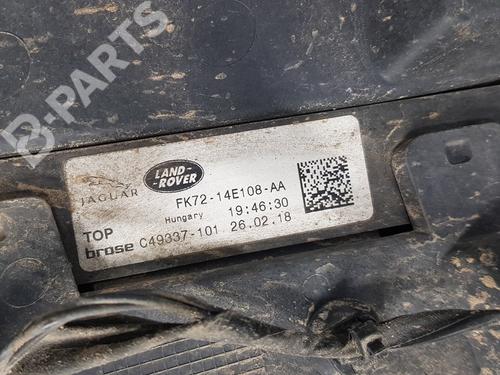 B-PARTS
JAGUAR
LAND-
ROVER
FK72-14E108-AA
Hungary 19:46:30
TOP
brose C49337-101 26.02.18